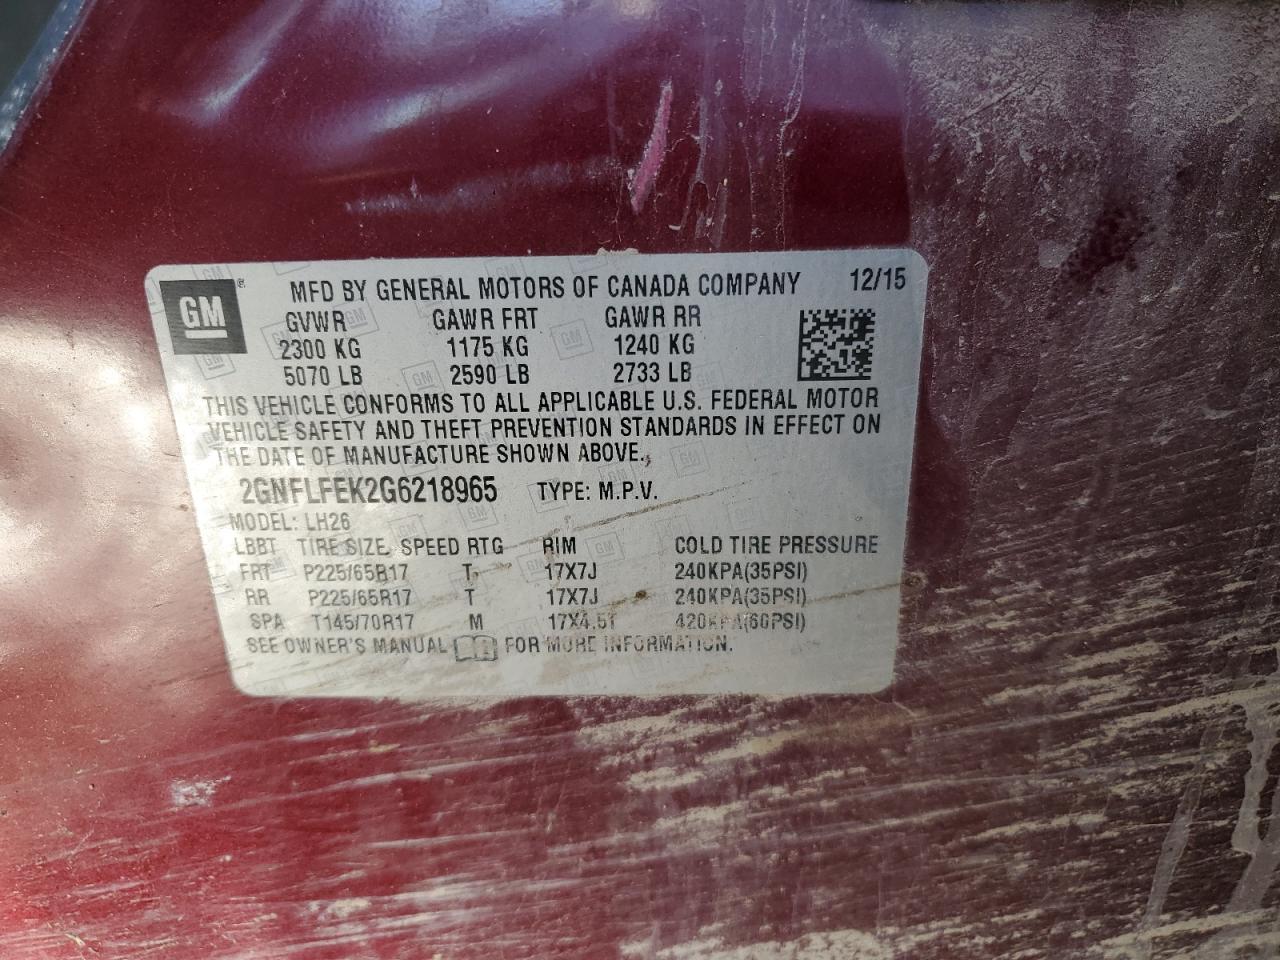 GM®
MFD BY GENERAL MOTORS OF CANADA COMPANY 12/15
GVWR GAWR FRT GAWR RR
2300 KG 1175 KG 1240 KG
5070 LB 2590 LB 2733 LB
THIS VEHICLE CONFORMS TO ALL APPLICABLE U.S. FEDERAL MOTOR
VEHICLE SAFETY AND THEFT PREVENTION STANDARDS IN EFFECT ON
THE DATE OF MANUFACTURE SHOWN ABOVE.
2GNFLFEK2G6218965 TYPE: M.P.V.
MODEL: LH26
LBBT TIRE SIZE SPEED RTG RIM COLD TIRE PRESSURE
FRT P225/65R17 T 17X7J 240KPA(35PSI)
RR P225/65R17 T 17X7J 240KPA(35PSI)
SPA T145/70R17 M 17X4.5T 420KPA(60PSI)
SEE OWNER'S MANUAL FOR MORE INFORMATION.